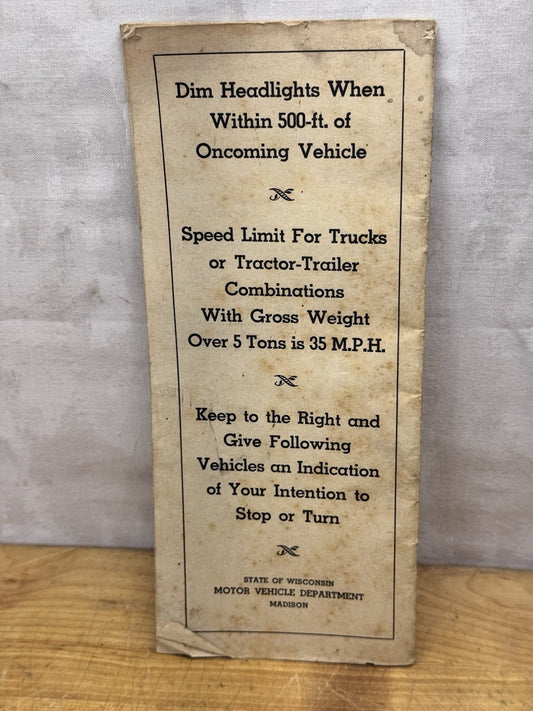 Dim Headlights When
Within 500-ft. of
Oncoming Vehicle
Speed Limit For Trucks
or Tractor-Trailer
Combinations
With Gross Weight
Over 5 Tons is 35 M.P.H.
Keep to the Right and
Give Following
Vehicles an Indication
of Your Intention to
Stop or Turn
STATE OF WISCONSIN
MOTOR VEHICLE DEPARTMENT
MADISON